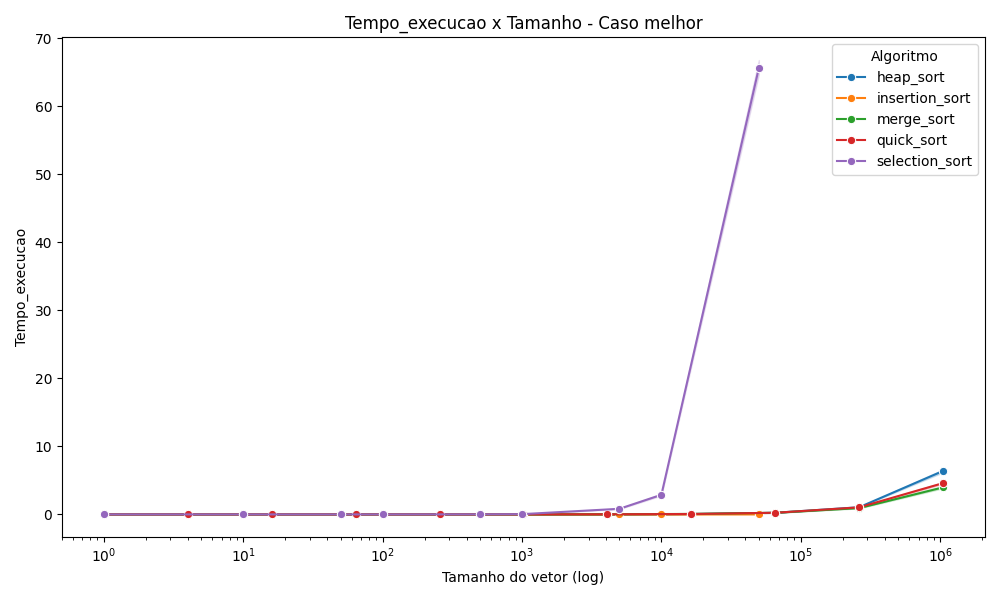 Tempo_execucao x Tamanho - Caso melhor
Tempo_execucao
70
60
50
40
30
20
10
0
10^0
10^1
10^2
10^3
10^4
10^5
10^6
Tamanho do vetor (log)
Algoritmo
heap_sort
insertion_sort
merge_sort
quick_sort
selection_sort